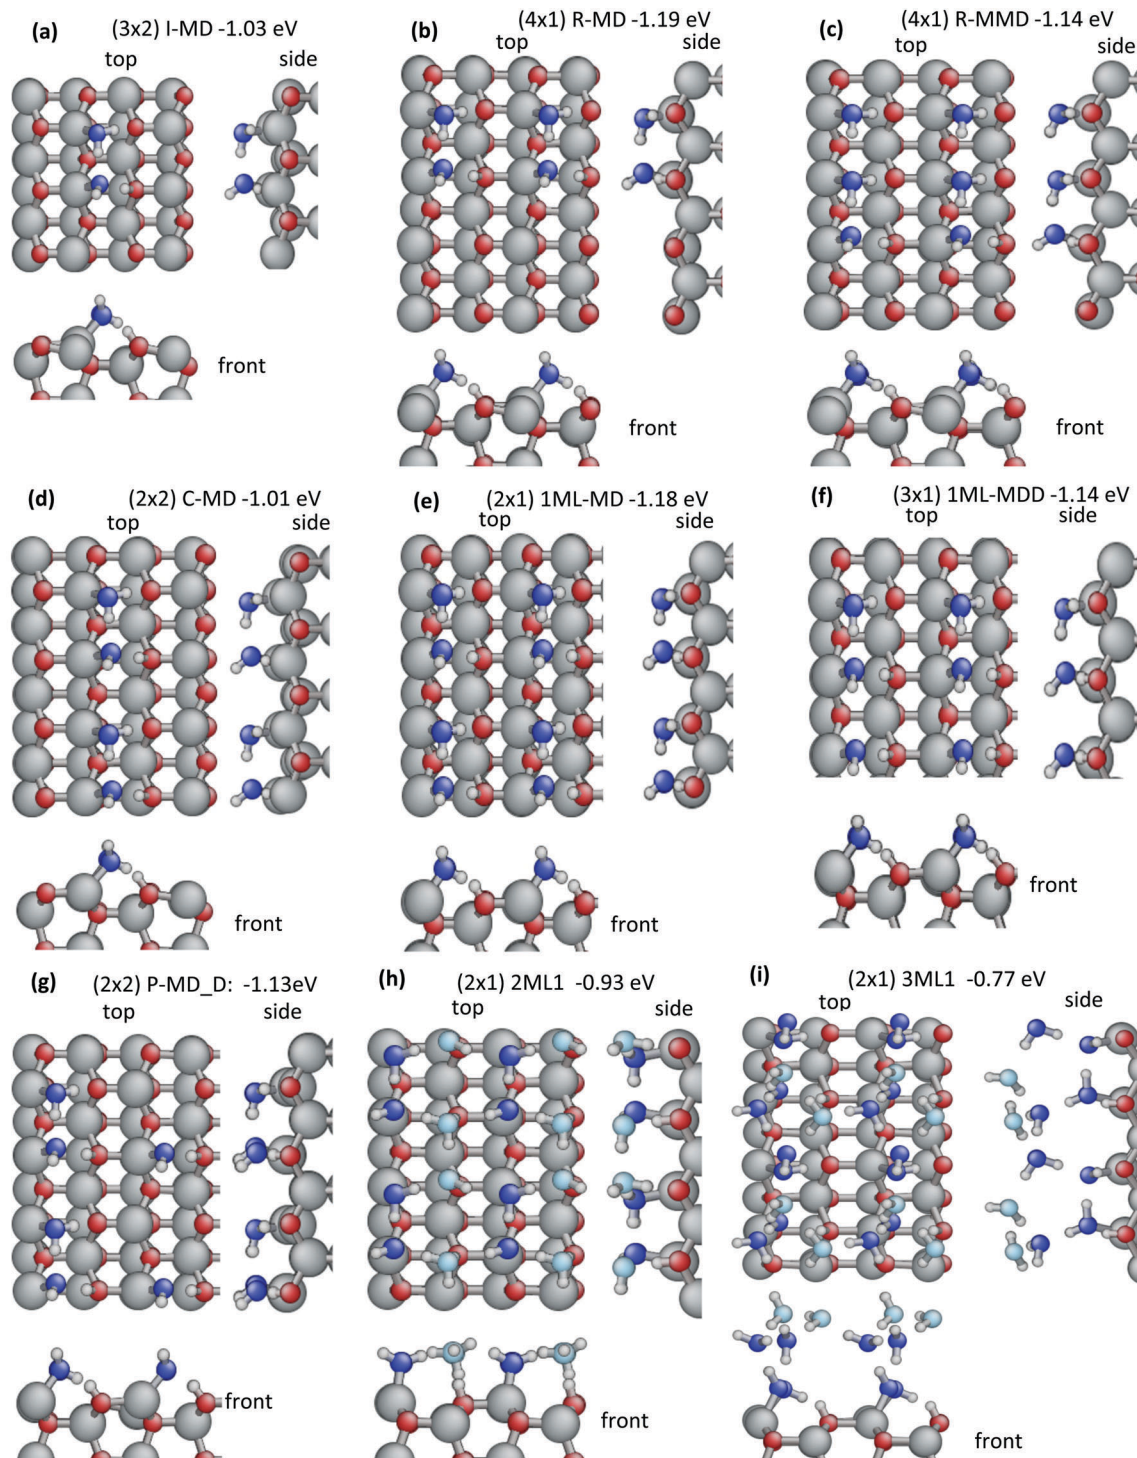 (a) (3x2) I-MD -1.03 eV
top side
front
(b) (4x1) R-MD -1.19 eV
top side
front
(c) (4x1) R-MMD -1.14 eV
top side
front
(d) (2x2) C-MD -1.01 eV
top side
front
(e) (2x1) 1ML-MD -1.18 eV
top side
front
(f) (3x1) 1ML-MDD -1.14 eV
top side
front
(g) (2x2) P-MD_D: -1.13eV
top side
front
(h) (2x1) 2ML1 -0.93 eV
top side
front
(i) (2x1) 3ML1 -0.77 eV
top side
front